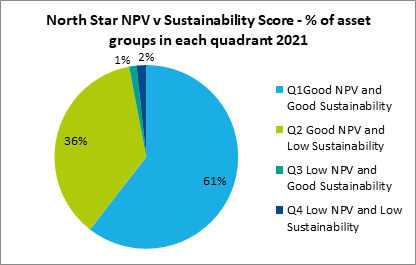 North Star NPV v Sustainability Score - % of asset
groups in each quadrant 2021
1%
2%
36%
61%
Q1Good NPV and
Good Sustainability
Q2 Good NPV and
Low Sustainability
Q3 Low NPV and
Good Sustainability
Q4 Low NPV and Low
Sustainability